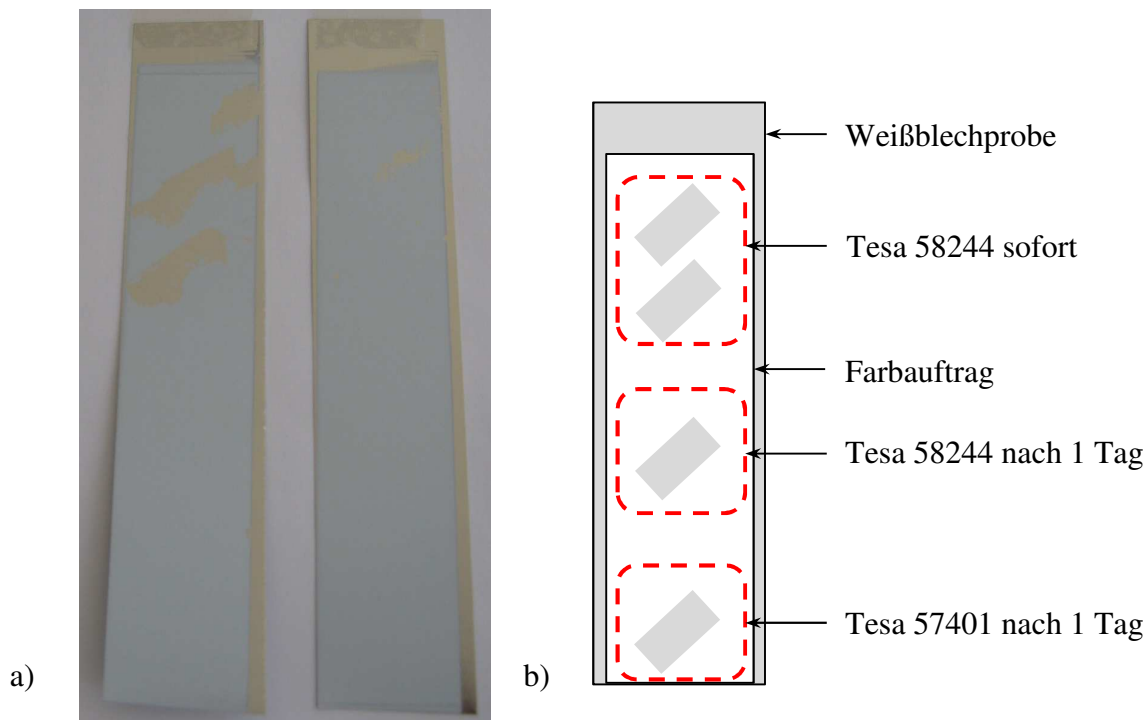 Weißblechprobe
Tesa 58244 sofort
Farbauftrag
Tesa 58244 nach 1 Tag
Tesa 57401 nach 1 Tag
a)
b)